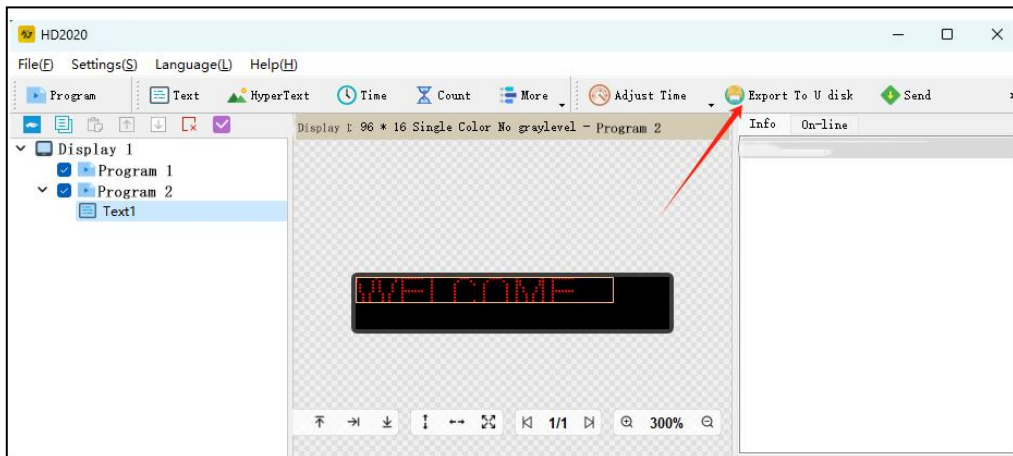 HD2020
File(F) Settings(S) Language(L) Help(H)
Program Text HyperText Time Count More Adjust Time Export To U disk Send
Display 1: 96 * 16 Single Color No graylevel - Program 2
Info On-line
Display 1
Program 1
Program 2
Text1
WELCOME
1/1 300%